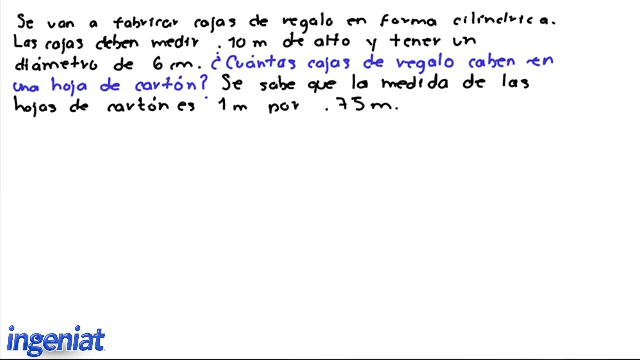 Se van a fabricar cajas de regalo en forma cilíndrica.
Las cajas deben medir .10 m de alto y tener un
diámetro de 6 cm. ¿Cuántas cajas de regalo caben en
una hoja de cartón? Se sabe que la medida de las
hojas de cartón es 1 m por .75 m.
ingeniat